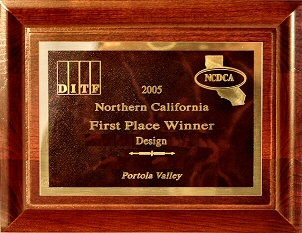 DITF
NCDCA
2005
Northern California
First Place Winner
Design
Portola Valley